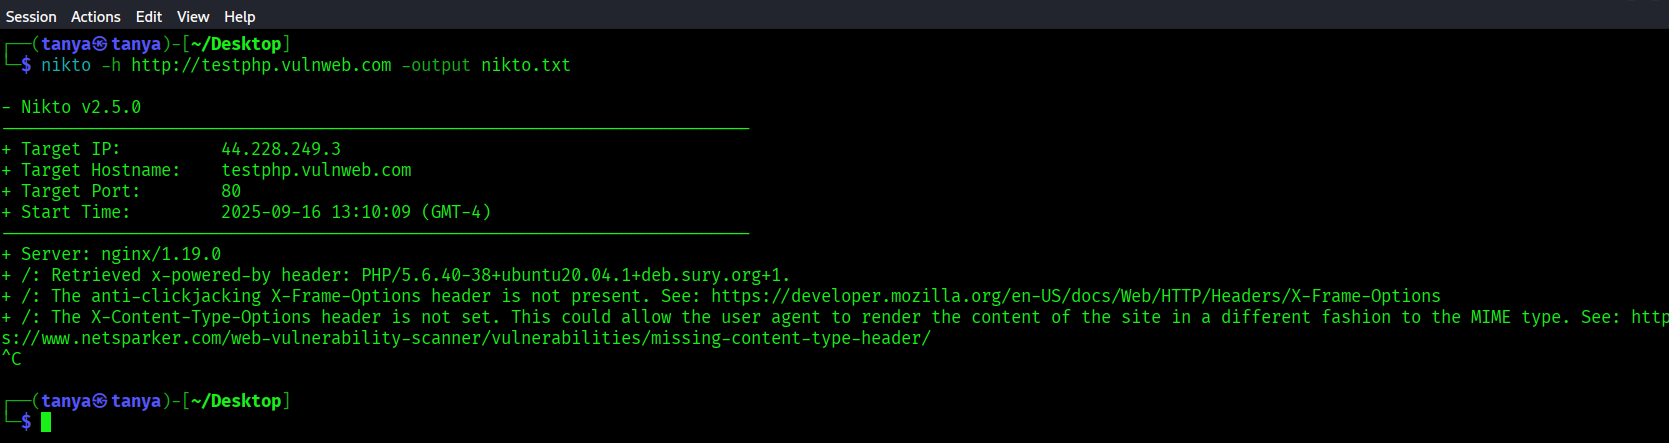 Session Actions Edit View Help
┌──(tanya㉿tanya)-[~/Desktop]
└─$ nikto -h http://testphp.vulnweb.com -output nikto.txt
- Nikto v2.5.0
---------------------------------------------------------------------------
+ Target IP:          44.228.249.3
+ Target Hostname:    testphp.vulnweb.com
+ Target Port:        80
+ Start Time:         2025-09-16 13:10:09 (GMT-4)
---------------------------------------------------------------------------
+ Server: nginx/1.19.0
+ /: Retrieved x-powered-by header: PHP/5.6.40-38+ubuntu20.04.1+deb.sury.org+1.
+ /: The anti-clickjacking X-Frame-Options header is not present. See: https://developer.mozilla.org/en-US/docs/Web/HTTP/Headers/X-Frame-Options
+ /: The X-Content-Type-Options header is not set. This could allow the user agent to render the content of the site in a different fashion to the MIME type. See: http
s://www.netsparker.com/web-vulnerability-scanner/vulnerabilities/missing-content-type-header/
^C
┌──(tanya㉿tanya)-[~/Desktop]
└─$